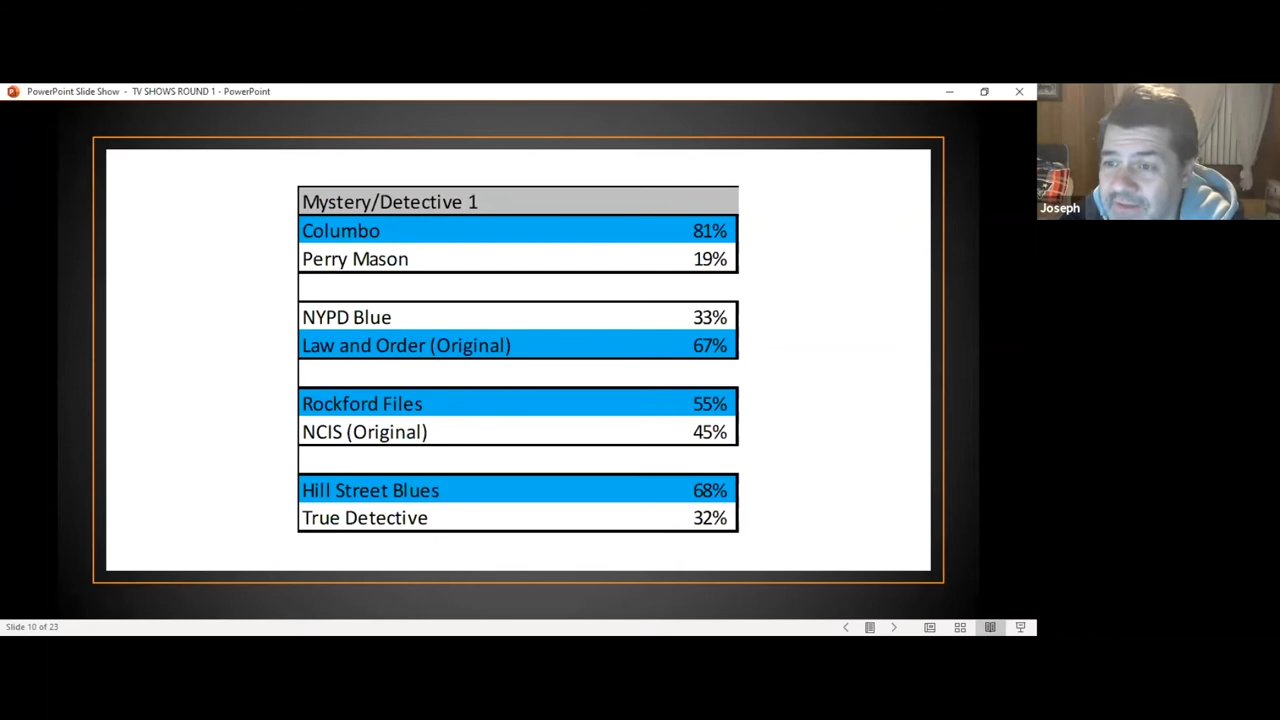 PowerPoint Slide Show - TV SHOWS ROUND 1 - PowerPoint
Joseph
Mystery/Detective 1
Columbo 81%
Perry Mason 19%
NYPD Blue 33%
Law and Order (Original) 67%
Rockford Files 55%
NCIS (Original) 45%
Hill Street Blues 68%
True Detective 32%
Slide 10 of 23